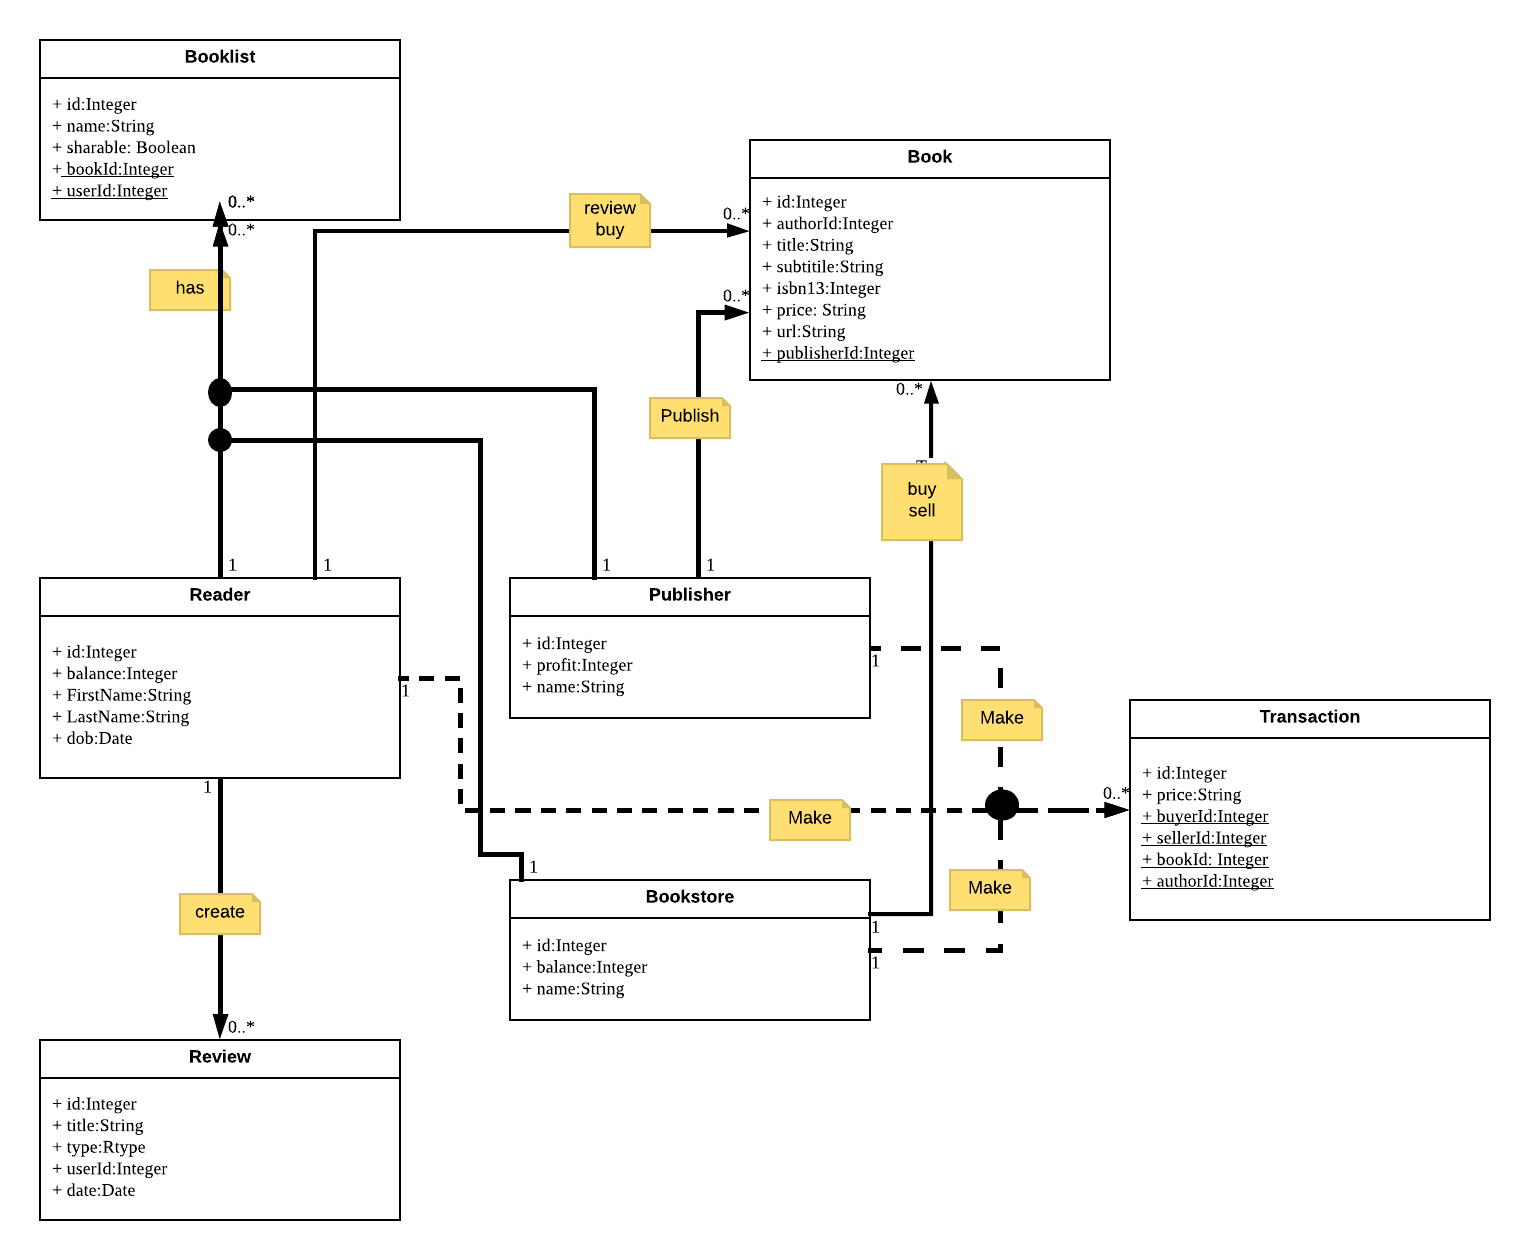 Booklist
+ id:Integer
+ name:String
+ sharable: Boolean
+ bookId:Integer
+ userId:Integer
0..*
0..*
has
review
buy
0..*
Book
+ id:Integer
+ authorId:Integer
+ title:String
+ subtitile:String
+ isbn13:Integer
+ price: String
+ url:String
+ publisherId:Integer
0..*
0..*
Publish
buy
sell
1
1
1
1
Reader
+ id:Integer
+ balance:Integer
+ FirstName:String
+ LastName:String
+ dob:Date
1
1
Publisher
+ id:Integer
+ profit:Integer
+ name:String
1
Make
Make
Make
0..*
Transaction
+ id:Integer
+ price:String
+ buyerId:Integer
+ sellerId:Integer
+ bookId: Integer
+ authorId:Integer
1
Bookstore
+ id:Integer
+ balance:Integer
+ name:String
1
1
create
0..*
Review
+ id:Integer
+ title:String
+ type:Rtype
+ userId:Integer
+ date:Date